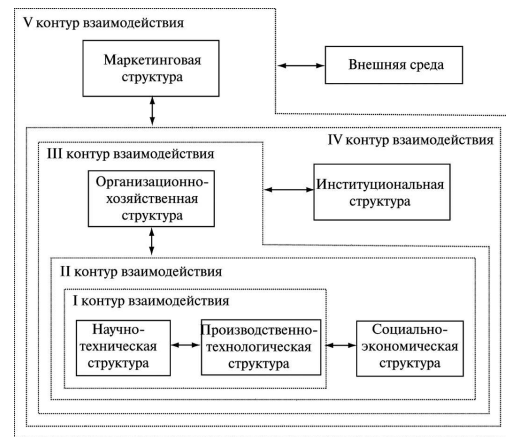 V контур взаимодействия
Маркетинговая
структура
Внешняя среда
IV контур взаимодействия
III контур взаимодействия
Организационно-
хозяйственная
структура
Институциональная
структура
II контур взаимодействия
I контур взаимодействия
Научно-
техническая
структура
Производственно-
технологическая
структура
Социально-
экономическая
структура